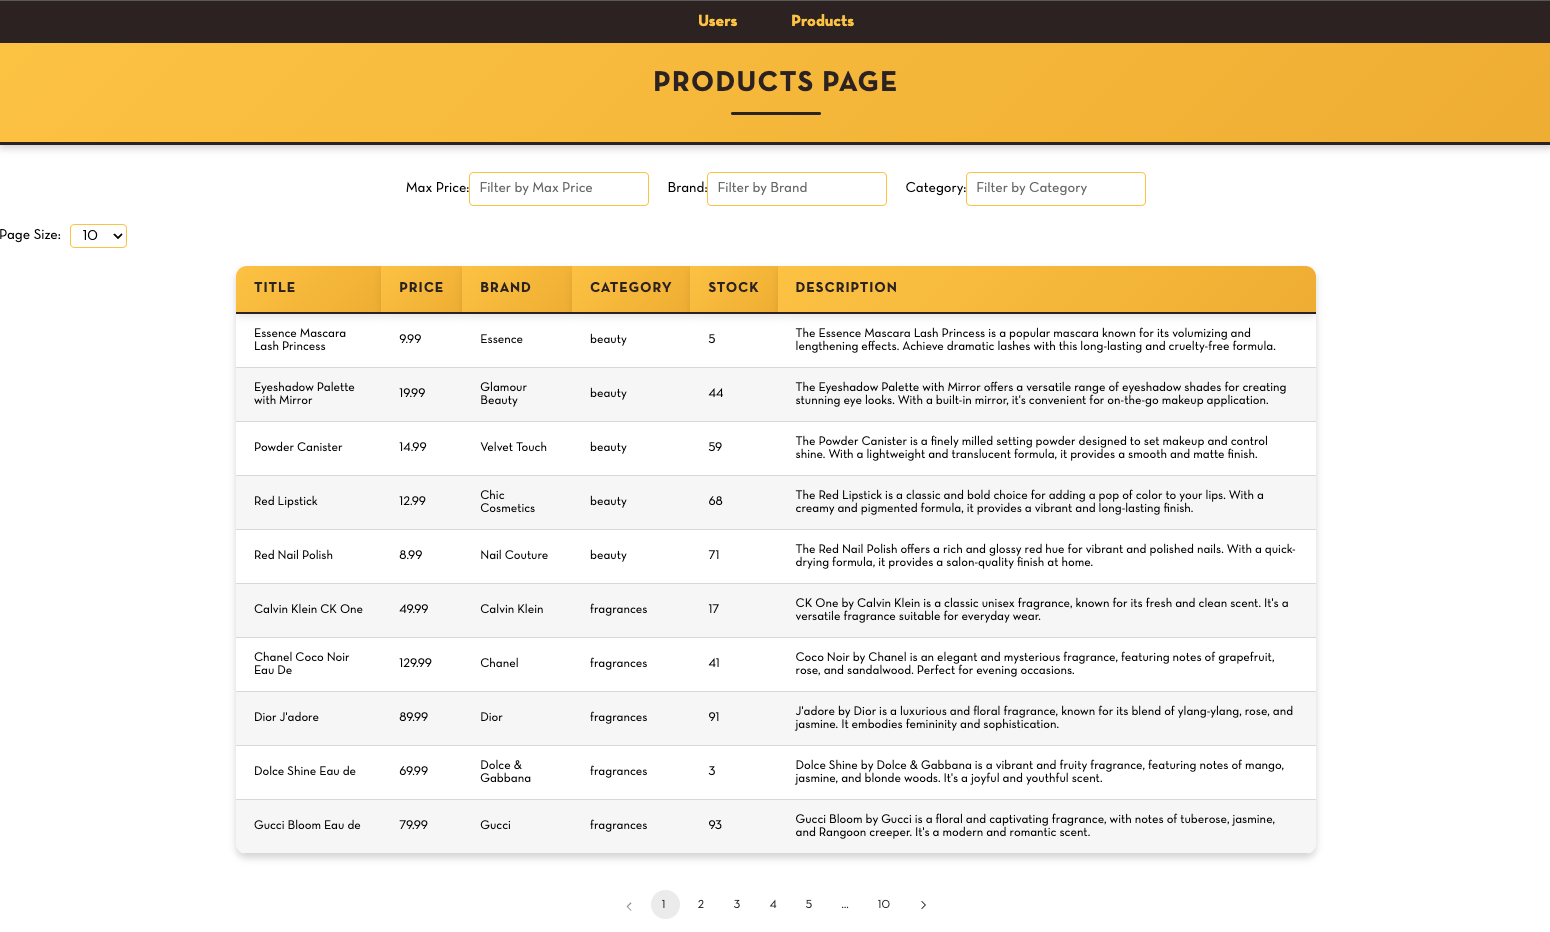 Users Products
PRODUCTS PAGE
Max Price: Filter by Max Price Brand: Filter by Brand Category: Filter by Category
Page Size: 10
TITLE PRICE BRAND CATEGORY STOCK DESCRIPTION
Essence Mascara Lash Princess 9.99 Essence beauty 5 The Essence Mascara Lash Princess is a popular mascara known for its volumizing and
lengthening effects. Achieve dramatic lashes with this long-lasting and cruelty-free formula.
Eyeshadow Palette with Mirror 19.99 Glamour Beauty beauty 44 The Eyeshadow Palette with Mirror offers a versatile range of eyeshadow shades for creating
stunning eye looks. With a built-in mirror, it's convenient for on-the-go makeup application.
Powder Canister 14.99 Velvet Touch beauty 59 The Powder Canister is a finely milled setting powder designed to set makeup and control
shine. With a lightweight and translucent formula, it provides a smooth and matte finish.
Red Lipstick 12.99 Chic Cosmetics beauty 68 The Red Lipstick is a classic and bold choice for adding a pop of color to your lips. With a
creamy and pigmented formula, it provides a vibrant and long-lasting finish.
Red Nail Polish 8.99 Nail Couture beauty 71 The Red Nail Polish offers a rich and glossy red hue for vibrant and polished nails. With a quick-
drying formula, it provides a salon-quality finish at home.
Calvin Klein CK One 49.99 Calvin Klein fragrances 17 CK One by Calvin Klein is a classic unisex fragrance, known for its fresh and clean scent. It's a
versatile fragrance suitable for everyday wear.
Chanel Coco Noir Eau De 129.99 Chanel fragrances 41 Coco Noir by Chanel is an elegant and mysterious fragrance, featuring notes of grapefruit,
rose, and sandalwood. Perfect for evening occasions.
Dior J'adore 89.99 Dior fragrances 91 J'adore by Dior is a luxurious and floral fragrance, known for its blend of ylang-ylang, rose, and
jasmine. It embodies femininity and sophistication.
Dolce Shine Eau de 69.99 Dolce & Gabbana fragrances 3 Dolce Shine by Dolce & Gabbana is a vibrant and fruity fragrance, featuring notes of mango,
jasmine, and blonde woods. It's a joyful and youthful scent.
Gucci Bloom Eau de 79.99 Gucci fragrances 93 Gucci Bloom by Gucci is a floral and captivating fragrance, with notes of tuberose, jasmine,
and Rangoon creeper. It's a modern and romantic scent.
‹ 1 2 3 4 5 ... 10 ›